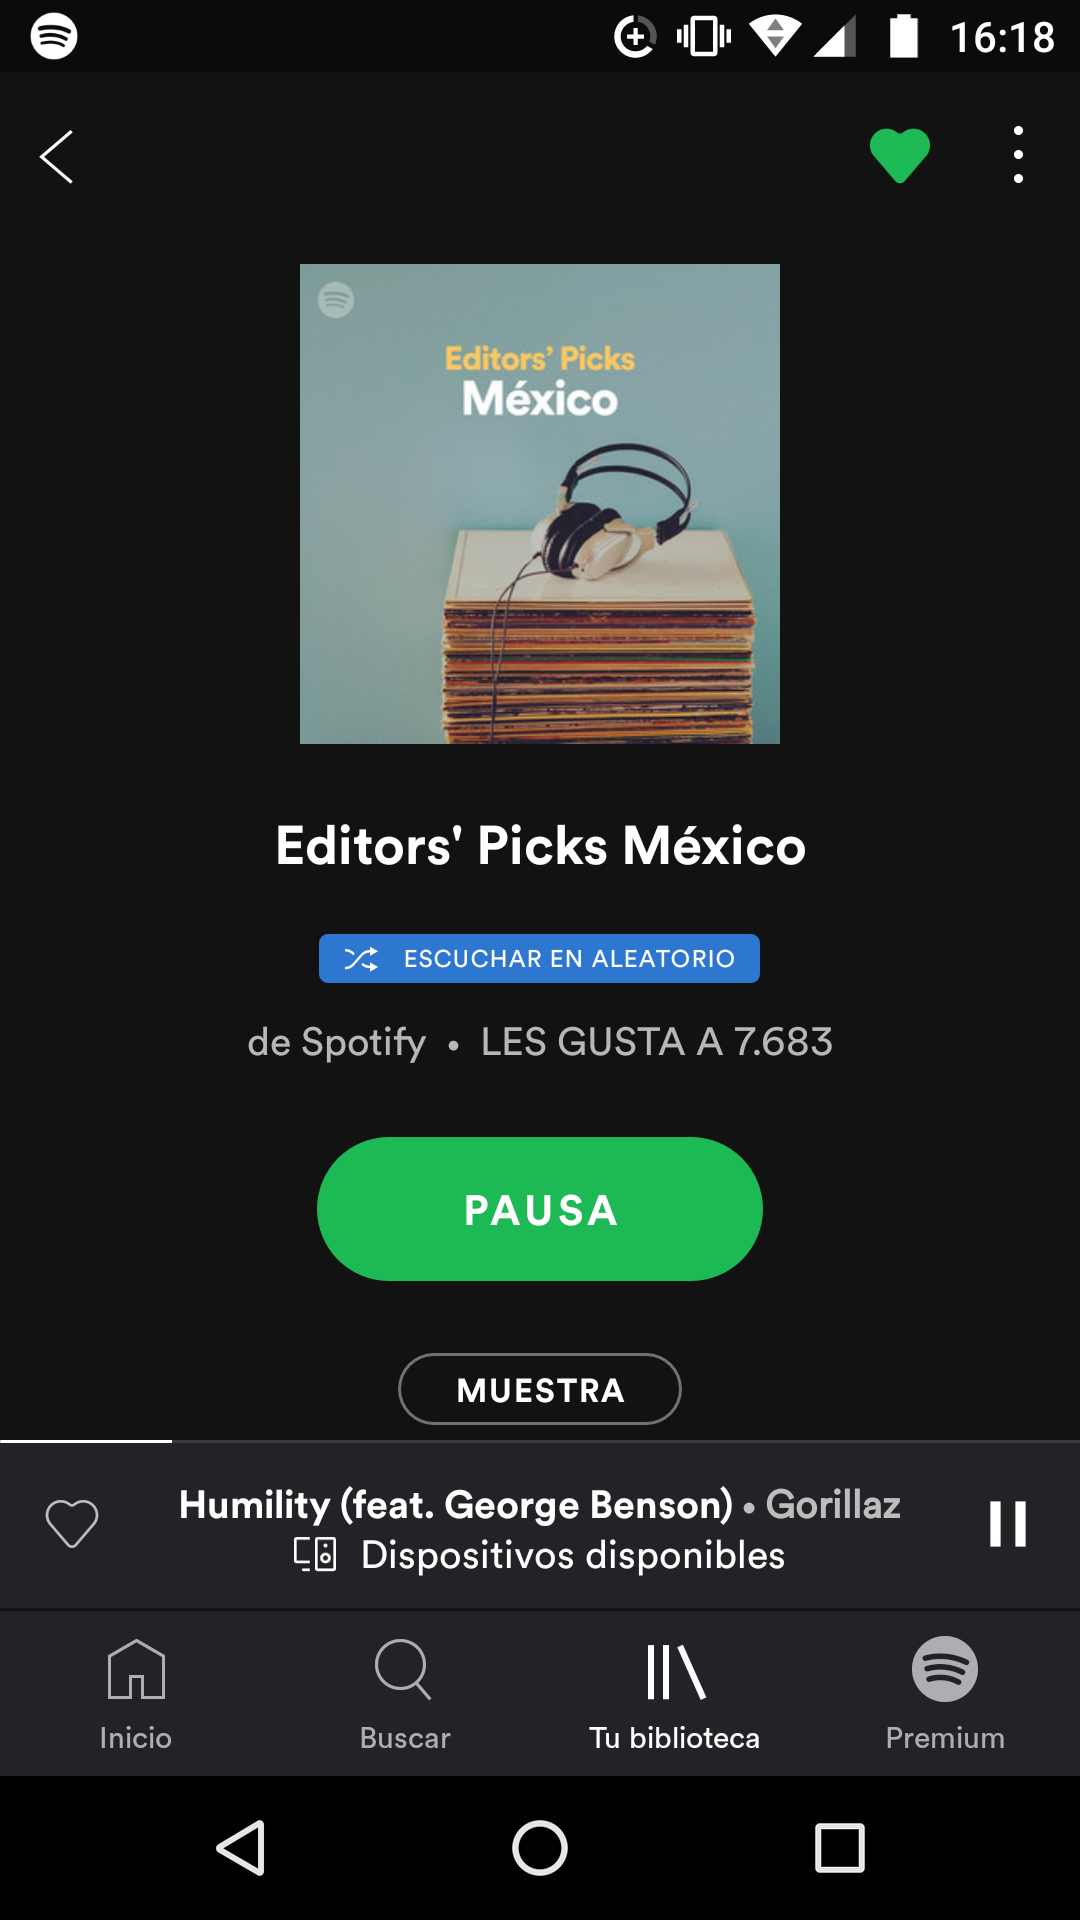 16:18
Editors’ Picks
México
Editors' Picks México
ESCUCHAR EN ALEATORIO
de Spotify • LES GUSTA A 7.683
PAUSA
MUESTRA
Humility (feat. George Benson) • Gorillaz
Dispositivos disponibles
Inicio
Buscar
Tu biblioteca
Premium